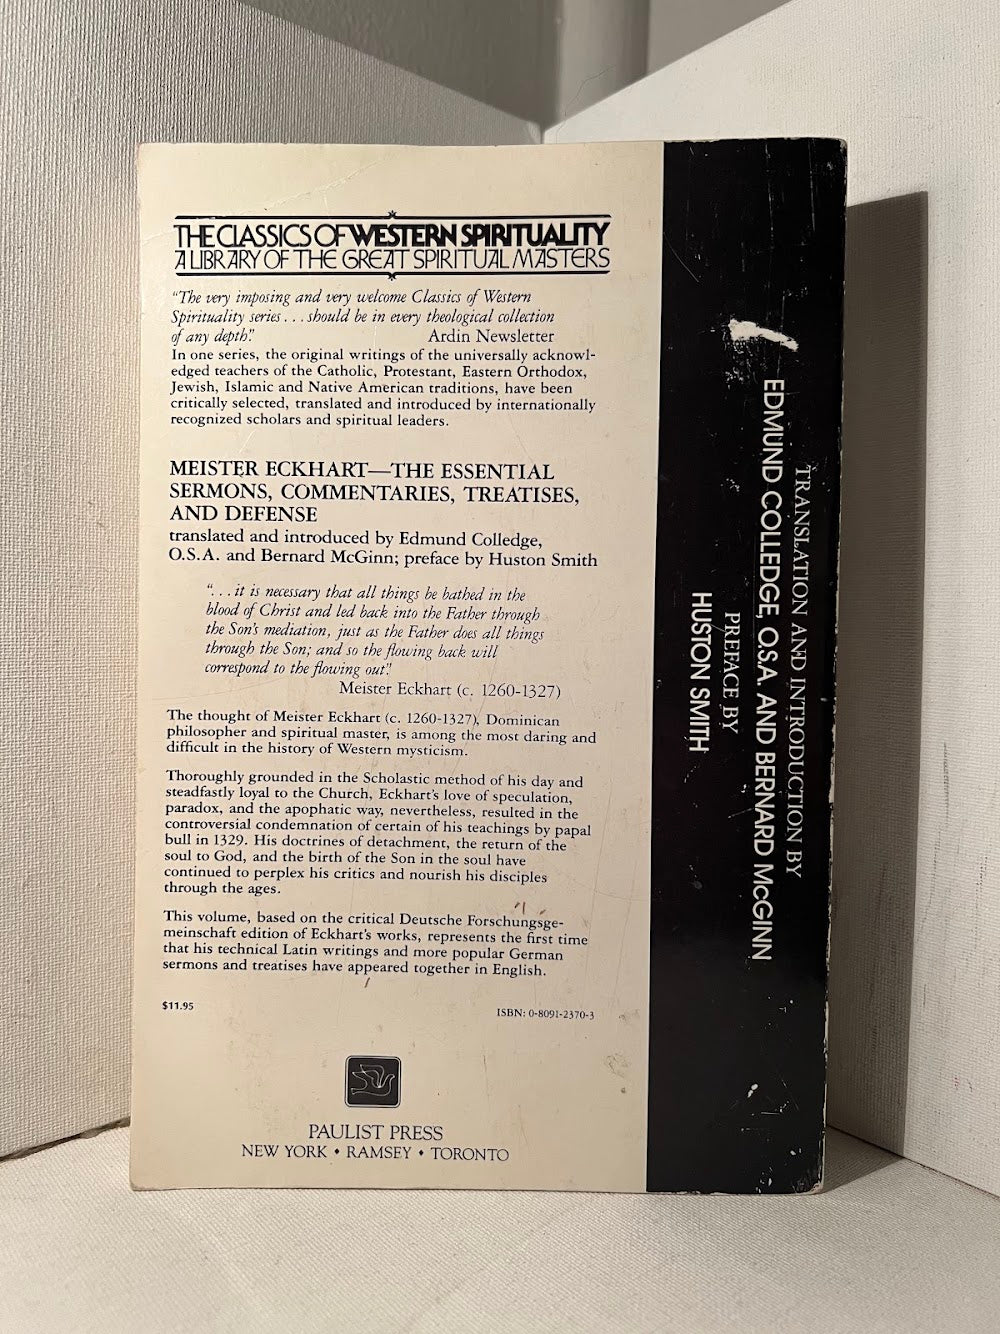 THE CLASSICS OF WESTERN SPIRITUALITY
A LIBRARY OF THE GREAT SPIRITUAL MASTERS
“The very imposing and very welcome Classics of Western
Spirituality series . . . should be in every theological collection
of any depth.” Ardin Newsletter
In one series, the original writings of the universally acknowl-
edged teachers of the Catholic, Protestant, Eastern Orthodox,
Jewish, Islamic and Native American traditions, have been
critically selected, translated and introduced by internationally
recognized scholars and spiritual leaders.
MEISTER ECKHART—THE ESSENTIAL
SERMONS, COMMENTARIES, TREATISES,
AND DEFENSE
translated and introduced by Edmund Colledge,
O.S.A. and Bernard McGinn; preface by Huston Smith
“. . . it is necessary that all things be bathed in the
blood of Christ and led back into the Father through
the Son's mediation, just as the Father does all things
through the Son; and so the flowing back will
correspond to the flowing out.”
Meister Eckhart (c. 1260-1327)
The thought of Meister Eckhart (c. 1260-1327), Dominican
philosopher and spiritual master, is among the most daring and
difficult in the history of Western mysticism.
Thoroughly grounded in the Scholastic method of his day and
steadfastly loyal to the Church, Eckhart's love of speculation,
paradox, and the apophatic way, nevertheless, resulted in the
controversial condemnation of certain of his teachings by papal
bull in 1329. His doctrines of detachment, the return of the
soul to God, and the birth of the Son in the soul have
continued to perplex his critics and nourish his disciples
through the ages.
This volume, based on the critical Deutsche Forschungsge-
meinschaft edition of Eckhart's works, represents the first time
that his technical Latin writings and more popular German
sermons and treatises have appeared together in English.
$11.95
ISBN: 0-8091-2370-3
PAULIST PRESS
NEW YORK • RAMSEY • TORONTO
TRANSLATION AND INTRODUCTION BY
EDMUND COLLEDGE, O.S.A. AND BERNARD McGINN
PREFACE BY
HUSTON SMITH